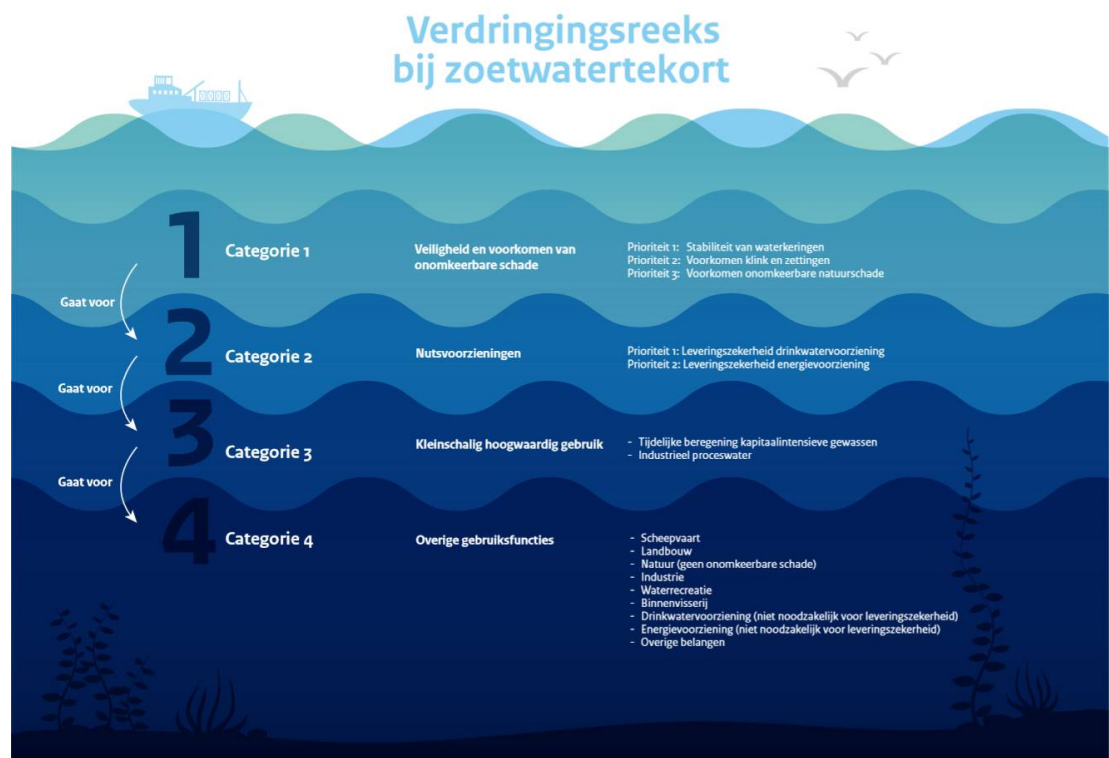 Verdringingsreeks
bij zoetwatertekort
1
Categorie 1
Veiligheid en voorkomen van
onomkeerbare schade
Prioriteit 1: Stabiliteit van waterkeringen
Prioriteit 2: Voorkomen klink en zettingen
Prioriteit 3: Voorkomen onomkeerbare natuurschade
Gaat voor
2
Categorie 2
Nutsvoorzieningen
Prioriteit 1: Leveringszekerheid drinkwatervoorziening
Prioriteit 2: Leveringszekerheid energievoorziening
Gaat voor
3
Categorie 3
Kleinschalig hoogwaardig gebruik
- Tijdelijke beregening kapitaalintensieve gewassen
- Industrieel proceswater
Gaat voor
4
Categorie 4
Overige gebruiksfuncties
- Scheepvaart
- Landbouw
- Natuur (geen onomkeerbare schade)
- Industrie
- Waterrecreatie
- Binnenvisserij
- Drinkwatervoorziening (niet noodzakelijk voor leveringszekerheid)
- Energievoorziening (niet noodzakelijk voor leveringszekerheid)
- Overige belangen